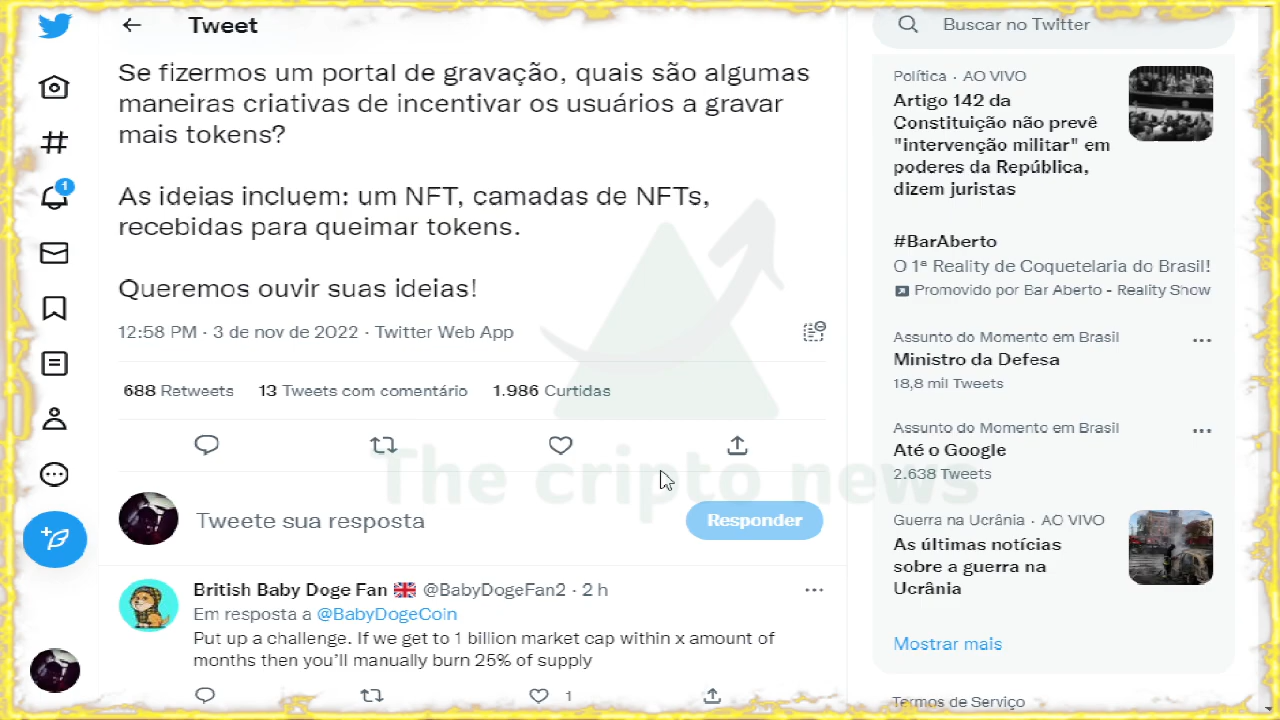 Tweet
Se fizermos um portal de gravação, quais são algumas
maneiras criativas de incentivar os usuários a gravar
mais tokens?
As ideias incluem: um NFT, camadas de NFTs,
recebidas para queimar tokens.
Queremos ouvir suas ideias!
12:58 PM · 3 de nov de 2022 · Twitter Web App
688 Retweets 13 Tweets com comentário 1.986 Curtidas
The cripto news
Tweete sua resposta
Responder
British Baby Doge Fan @BabyDogeFan2 · 2 h
Em resposta a @BabyDogeCoin
Put up a challenge. If we get to 1 billion market cap within x amount of
months then you'll manually burn 25% of supply
1
1
Buscar no Twitter
Política · AO VIVO
Artigo 142 da
Constituição não prevê
"intervenção militar" em
poderes da República,
dizem juristas
#BarAberto
O 1ª Reality de Coquetelaria do Brasil!
Promovido por Bar Aberto - Reality Show
Assunto do Momento em Brasil
Ministro da Defesa
18,8 mil Tweets
Assunto do Momento em Brasil
Até o Google
2.638 Tweets
Guerra na Ucrânia · AO VIVO
As últimas notícias
sobre a guerra na
Ucrânia
Mostrar mais
Termos de Serviço